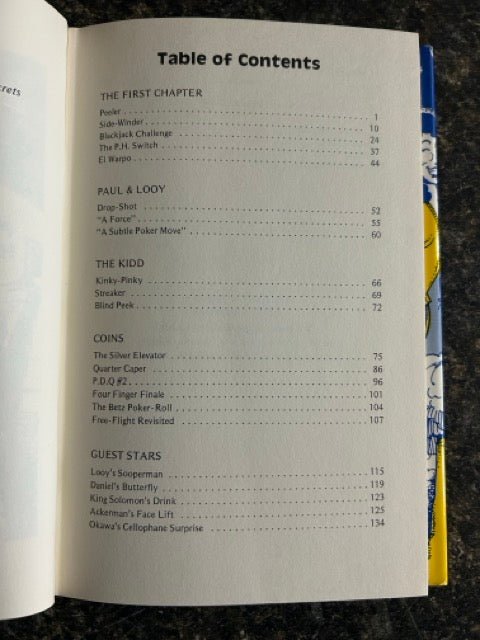 crets
Table of Contents
THE FIRST CHAPTER
Peeler 1
Side-Winder 10
Blackjack Challenge 24
The P.H. Switch 37
El Warpo 44
PAUL & LOOY
Drop-Shot 52
"A Force" 55
"A Subtle Poker Move" 60
THE KIDD
Kinky-Pinky 66
Streaker 69
Blind Peek 72
COINS
The Silver Elevator 75
Quarter Caper 86
P.D.Q #2 96
Four Finger Finale 101
The Betz Poker-Roll 104
Free-Flight Revisited 107
GUEST STARS
Looy's Sooperman 115
Daniel's Butterfly 119
King Solomon's Drink 123
Ackerman's Face Lift 125
Okawa's Cellophane Surprise 134